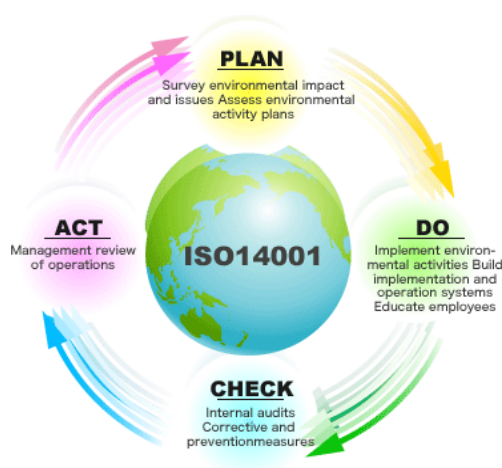 PLAN
Survey environmental impact
and issues Assess environmental
activity plans
ACT
Management review
of operations
ISO14001
DO
Implement environ-
mental activities Build
implementation and
operation systems
Educate employees
CHECK
Internal audits
Corrective and
preventionmeasures